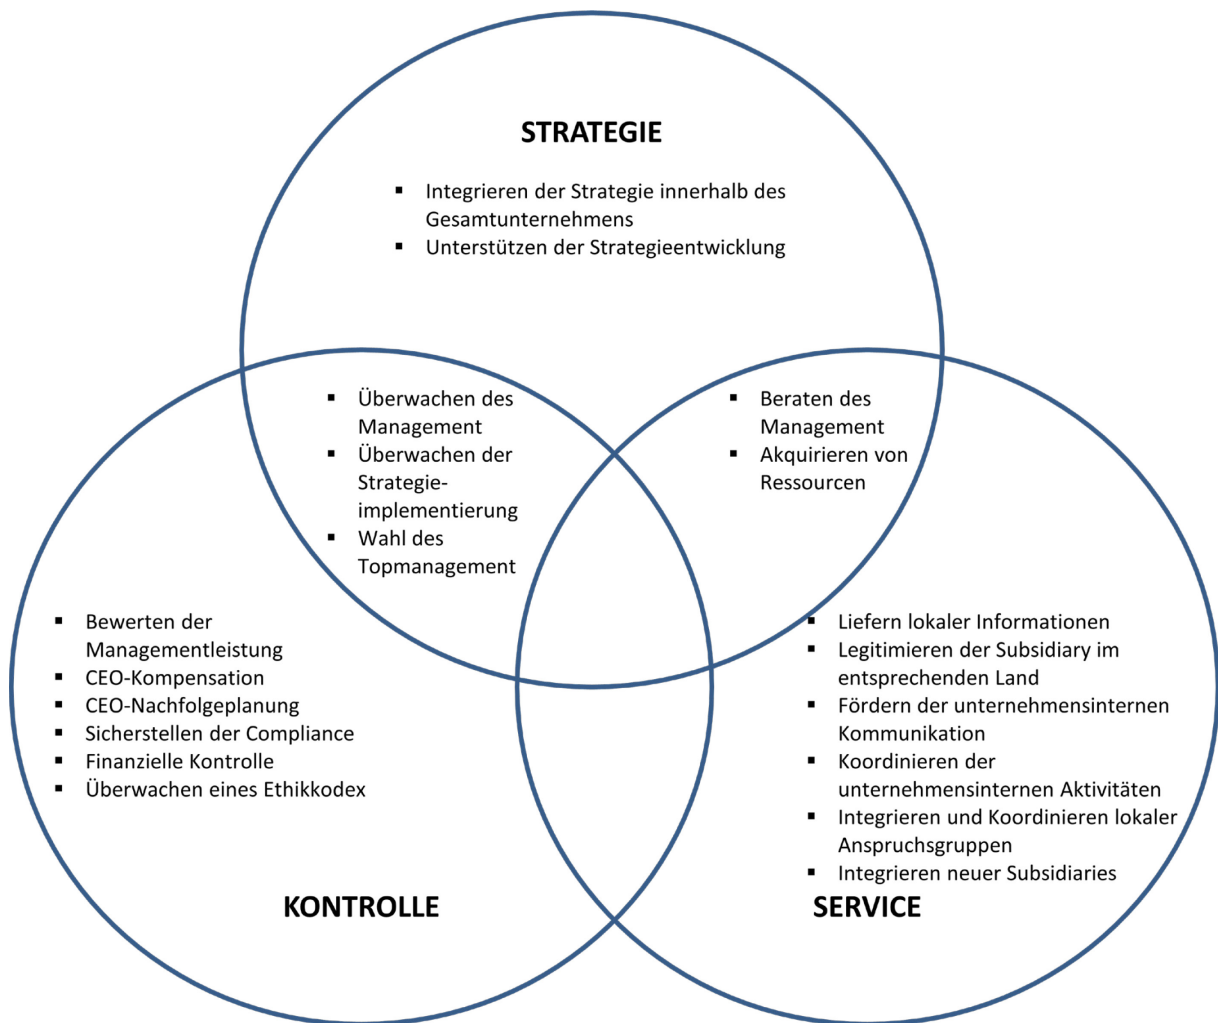 STRATEGIE
▪ Integrieren der Strategie innerhalb des
Gesamtunternehmens
▪ Unterstützen der Strategieentwicklung
▪ Überwachen des
Management
▪ Überwachen der
Strategie-
implementierung
▪ Wahl des
Topmanagement
▪ Beraten des
Management
▪ Akquirieren von
Ressourcen
▪ Bewerten der
Managementleistung
▪ CEO-Kompensation
▪ CEO-Nachfolgeplanung
▪ Sicherstellen der Compliance
▪ Finanzielle Kontrolle
▪ Überwachen eines Ethikkodex
KONTROLLE
▪ Liefern lokaler Informationen
▪ Legitimieren der Subsidiary im
entsprechenden Land
▪ Fördern der unternehmensinternen
Kommunikation
▪ Koordinieren der
unternehmensinternen Aktivitäten
▪ Integrieren und Koordinieren lokaler
Anspruchsgruppen
▪ Integrieren neuer Subsidiaries
SERVICE